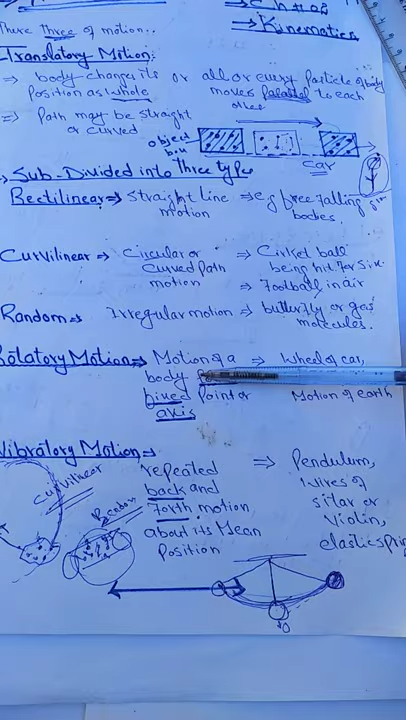 Ch # 02
Kinematics
There Three of motion..
Translatory Motion:
⇒ body changes its or all or every Particle of body
Position as whole moves Parallel to each
other
⇒ Path may be straight
or curved
object
car
Sub-Divided into Three types
Rectilinear ⇒ Straight line ⇒ e.g free falling
motion bodies.
Curvilinear ⇒ Circular or ⇒ Cirket ball
Curved Path being hit for six
motion ⇒ Football in air
Random ⇒ Irregular motion ⇒ butterfly or gas
molecules.
Rotatory Motion ⇒ Motion of a ⇒ Wheel of car,
body
fixed Point or Motion of earth
axis
Vibratory Motion ⇒
repeated ⇒ Pendulum,
back and wires of
forth motion sitar or
about its Mean Violin,
Position elastic
Curvilinear